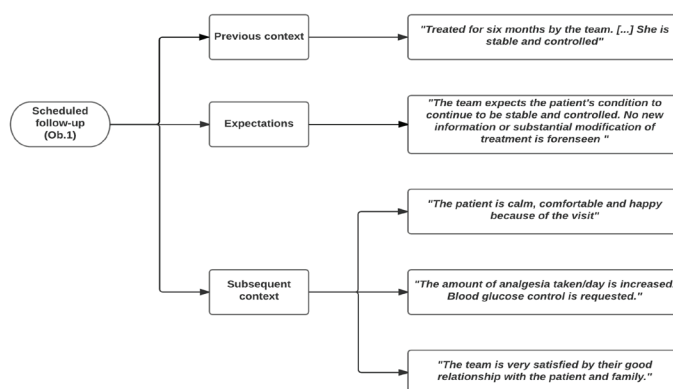 Scheduled
follow-up
(Ob.1)
Previous context
"Treated for six months by the team. [...] She is
stable and controlled"
Expectations
"The team expects the patient's condition to
continue to be stable and controlled. No new
information or substantial modification of
treatment is forenseen "
Subsequent
context
"The patient is calm, comfortable and happy
because of the visit"
"The amount of analgesia taken/day is increased.
Blood glucose control is requested."
"The team is very satisfied by their good
relationship with the patient and family."